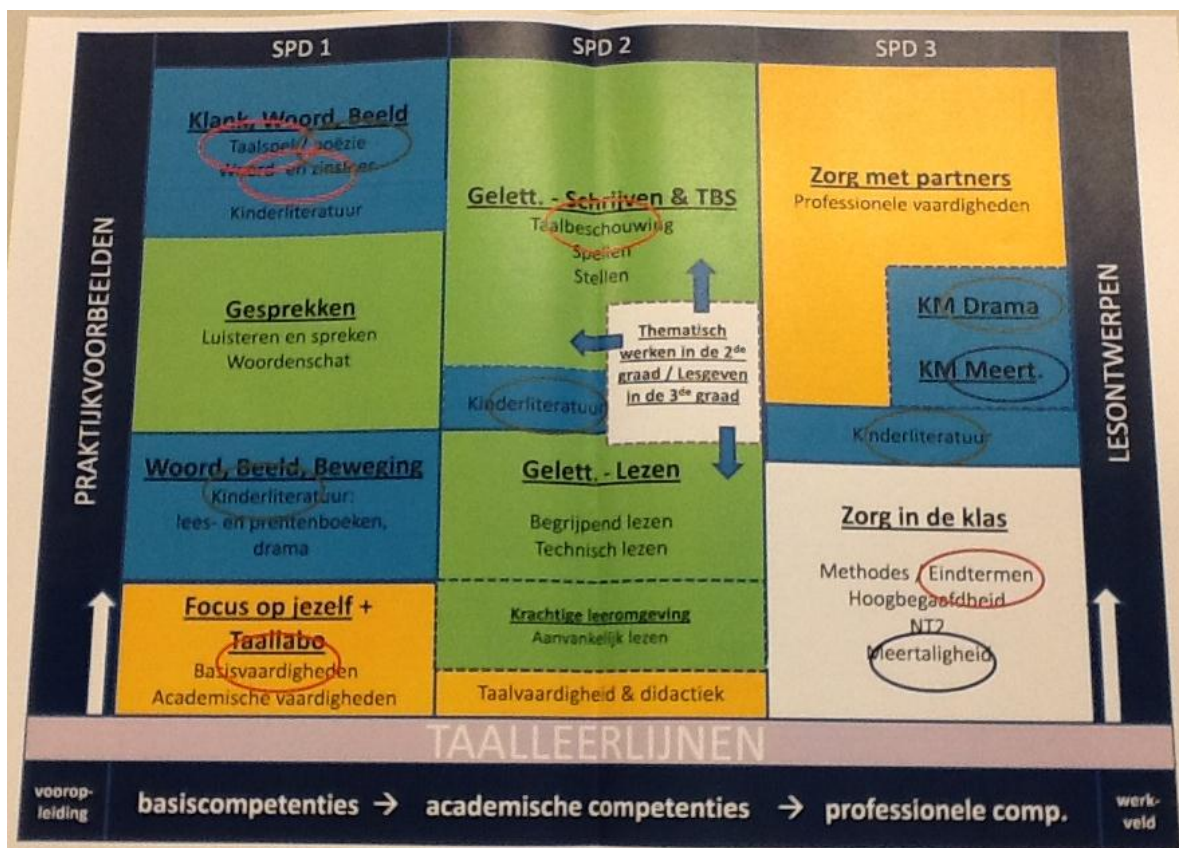 SPD 1
SPD 2
SPD 3
PRAKTIJKVOORBEELDEN
Klank, Woord, Beeld
Taalspel / poëzie
Woord- en zinsleer
Kinderliteratuur
Gesprekken
Luisteren en spreken
Woordenschat
Woord, Beeld, Beweging
Kinderliteratuur:
lees- en prentenboeken,
drama
Focus op jezelf +
Taallabo
Basisvaardigheden
Academische vaardigheden
Gelett. - Schrijven & TBS
Taalbeschouwing
Spellen
Stellen
Thematisch
werken in de 2de
graad / Lesgeven
in de 3de graad
Kinderliteratuur
Gelett. - Lezen
Begrijpend lezen
Technisch lezen
Krachtige leeromgeving
Aanvankelijk lezen
Taalvaardigheid & didactiek
Zorg met partners
Professionele vaardigheden
KM Drama
KM Meert.
Kinderliteratuur
Zorg in de klas
Methodes / Eindtermen
Hoogbegaafdheid
NT2
Meertaligheid
LESONTWERPEN
TAALLEERLIJNEN
voorop-
leiding
basiscompetenties → academische competenties → professionele comp.
werk-
veld